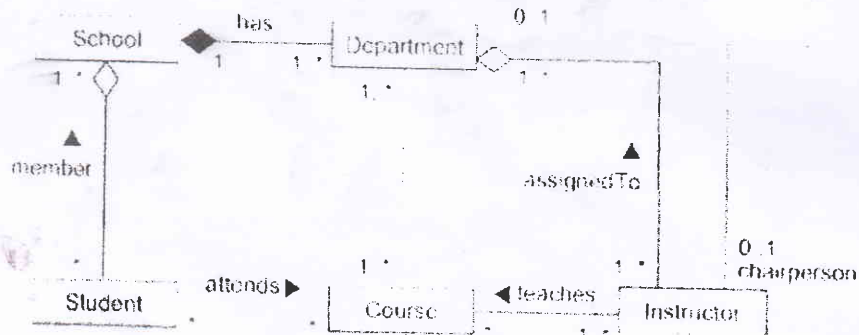 0 1
School
has
Department
1
1 *
1 *
1 *
1. *
member
assignedTo
0 1
chairperson
*
1 *
1 *
Student
attends
Course
teaches
Instructor
*
*
*
1 *